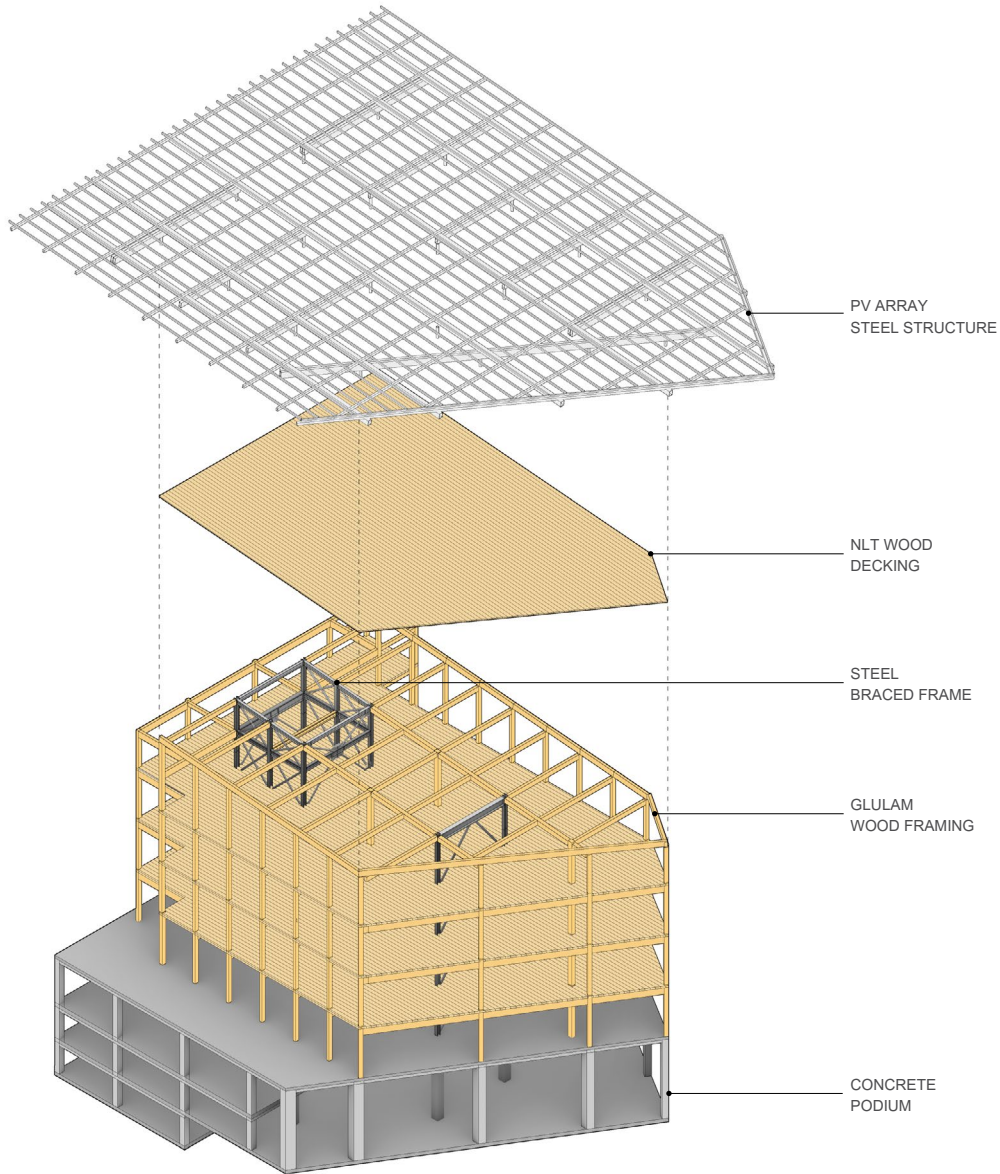 PV ARRAY
STEEL STRUCTURE
NLT WOOD
DECKING
STEEL
BRACED FRAME
GLULAM
WOOD FRAMING
CONCRETE
PODIUM